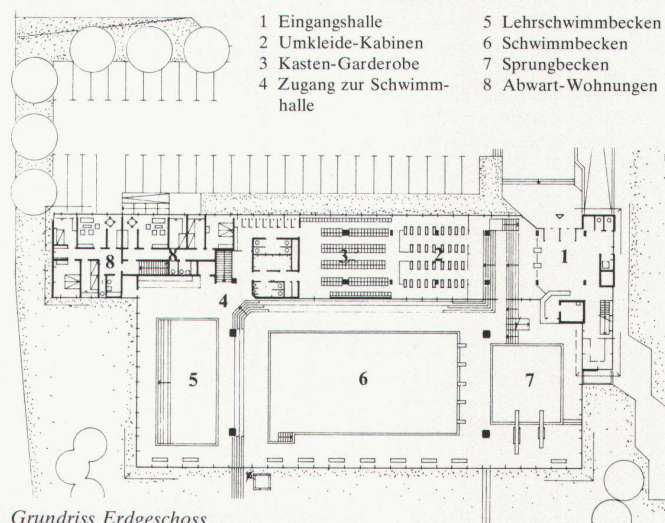 1 Eingangshalle
2 Umkleide-Kabinen
3 Kasten-Garderobe
4 Zugang zur Schwimm-
halle
5 Lehrschwimmbecken
6 Schwimmbecken
7 Sprungbecken
8 Abwart-Wohnungen
8
8
3
2
1
4
5
6
7
Grundriss Erdgeschoss